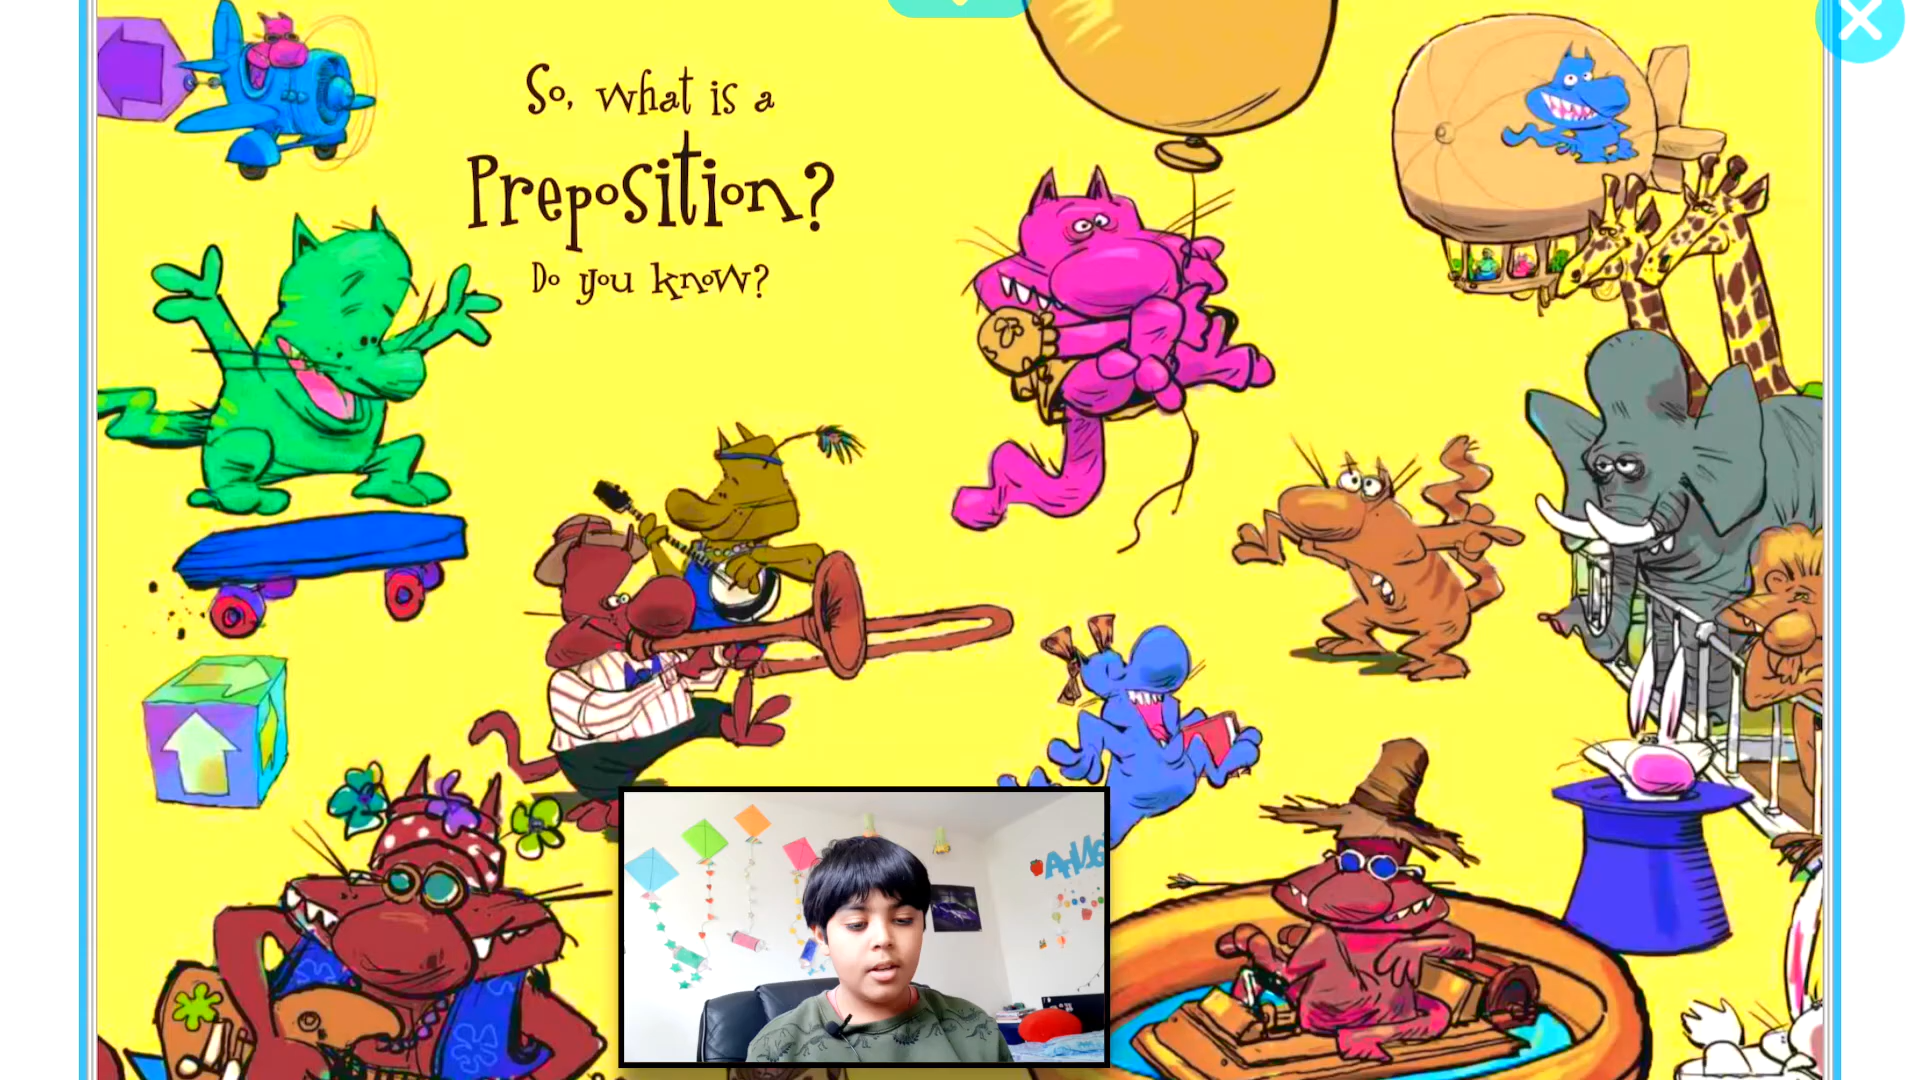 So, what is a
Preposition?
Do you know?